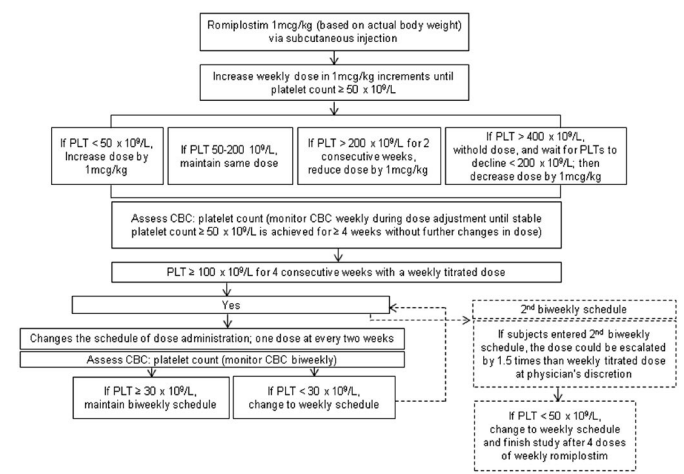 Romiplostim 1mcg/kg (based on actual body weight)
via subcutaneous injection
Increase weekly dose in 1mcg/kg increments until
platelet count ≥ 50 x 10⁹/L
If PLT < 50 x 10⁹/L,
Increase dose by
1mcg/kg
If PLT 50-200 10⁹/L,
maintain same dose
If PLT > 200 x 10⁹/L for 2
consecutive weeks,
reduce dose by 1mcg/kg
If PLT > 400 x 10⁹/L,
withold dose, and wait for PLTs to
decline < 200 x 10⁹/L; then
decrease dose by 1mcg/kg
Assess CBC: platelet count (monitor CBC weekly during dose adjustment until stable
platelet count ≥ 50 x 10⁹/L is achieved for ≥ 4 weeks without further changes in dose)
PLT ≥ 100 x 10⁹/L for 4 consecutive weeks with a weekly titrated dose
Yes
Changes the schedule of dose administration; one dose at every two weeks
Assess CBC: platelet count (monitor CBC biweekly)
If PLT ≥ 30 x 10⁹/L,
maintain biweekly schedule
If PLT < 30 x 10⁹/L,
change to weekly schedule
2nd biweekly schedule
If subjects entered 2nd biweekly
schedule, the dose could be escalated
by 1.5 times than weekly titrated dose
at physician's discretion
If PLT < 50 x 10⁹/L,
change to weekly schedule
and finish study after 4 doses
of weekly romiplostim